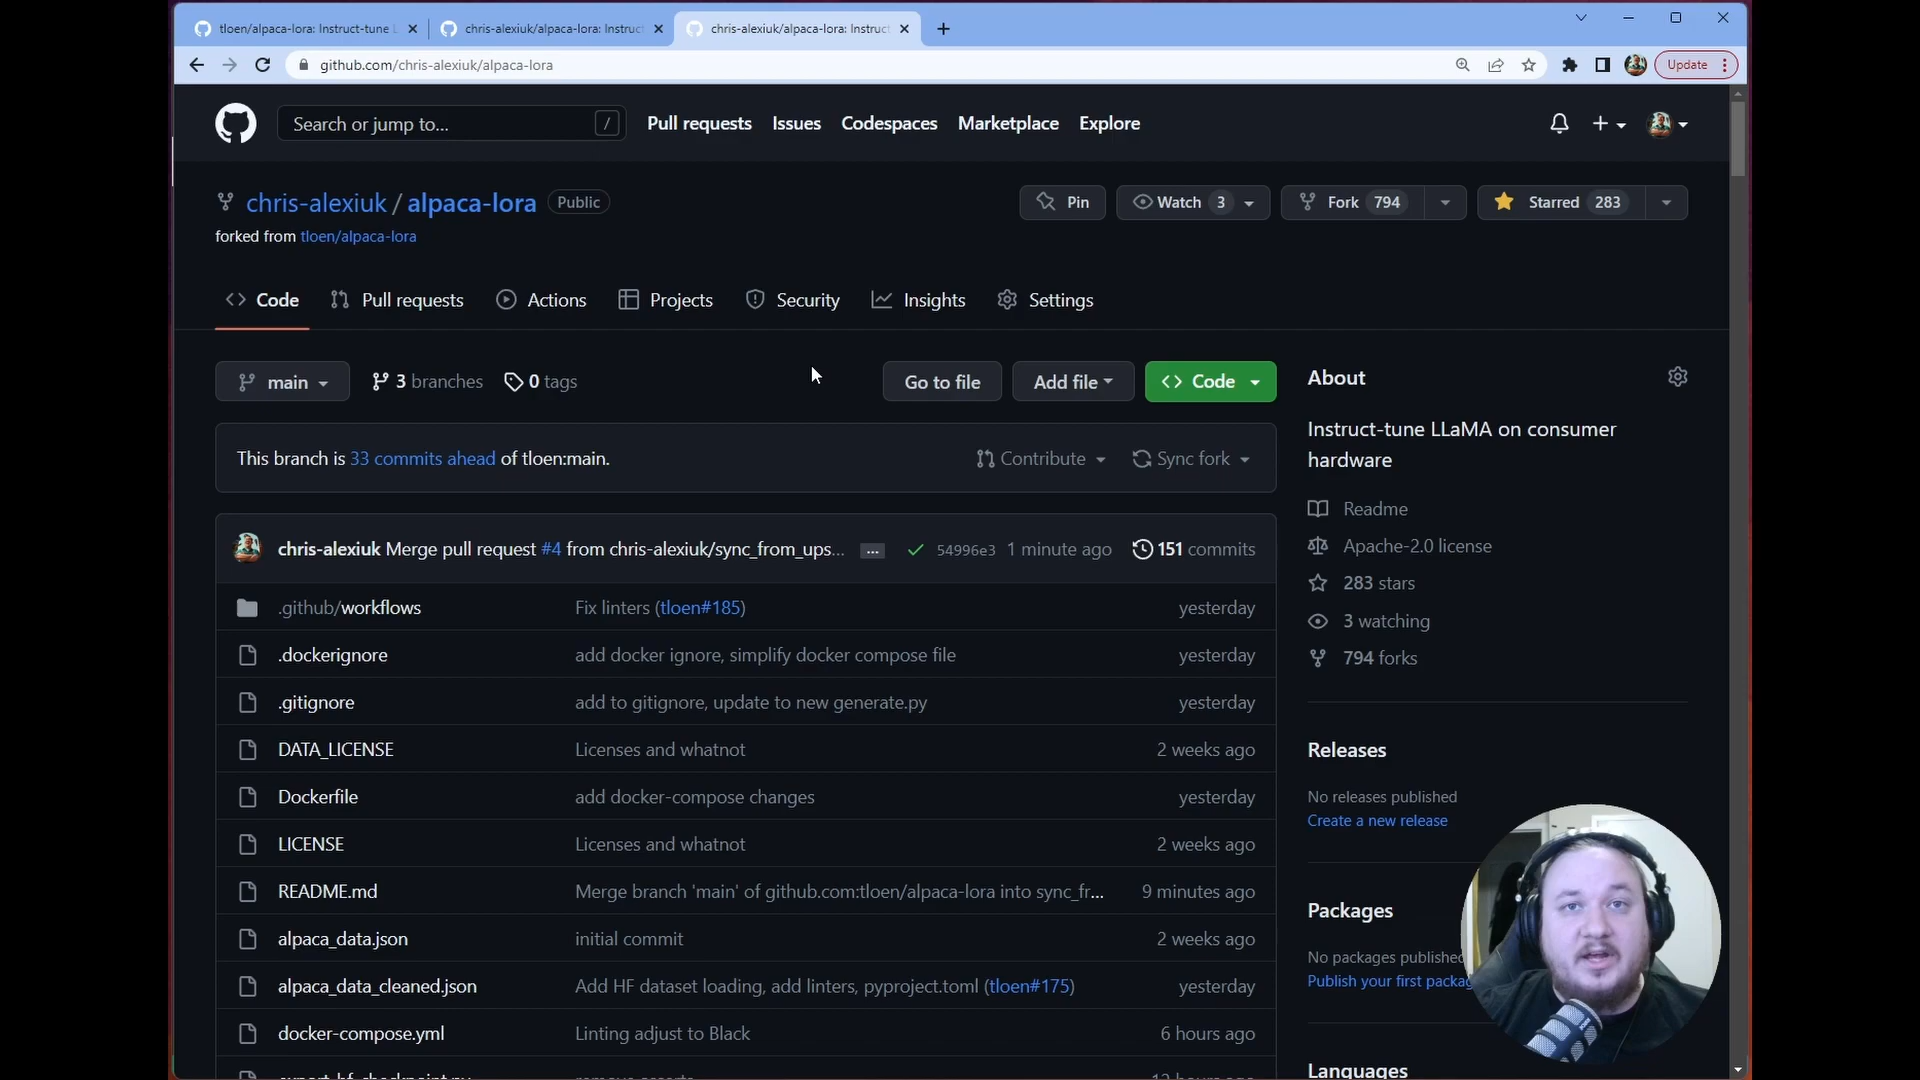 tloen/alpaca-lora: Instruct-tune L
chris-alexiuk/alpaca-lora: Instruct
chris-alexiuk/alpaca-lora: Instruct
github.com/chris-alexiuk/alpaca-lora
Update
Search or jump to...
/
Pull requests
Issues
Codespaces
Marketplace
Explore
chris-alexiuk / alpaca-lora
Public
Pin
Watch 3
Fork 794
Starred 283
forked from tloen/alpaca-lora
Code
Pull requests
Actions
Projects
Security
Insights
Settings
main
3 branches
0 tags
Go to file
Add file
Code
This branch is 33 commits ahead of tloen:main.
Contribute
Sync fork
chris-alexiuk Merge pull request #4 from chris-alexiuk/sync_from_ups...
...
54996e3 1 minute ago
151 commits
.github/workflows
Fix linters (tloen#185)
yesterday
.dockerignore
add docker ignore, simplify docker compose file
yesterday
.gitignore
add to gitignore, update to new generate.py
yesterday
DATA_LICENSE
Licenses and whatnot
2 weeks ago
Dockerfile
add docker-compose changes
yesterday
LICENSE
Licenses and whatnot
2 weeks ago
README.md
Merge branch 'main' of github.com:tloen/alpaca-lora into sync_fr...
9 minutes ago
alpaca_data.json
initial commit
2 weeks ago
alpaca_data_cleaned.json
Add HF dataset loading, add linters, pyproject.toml (tloen#175)
yesterday
docker-compose.yml
Linting adjust to Black
6 hours ago
About
Instruct-tune LLaMA on consumer
hardware
Readme
Apache-2.0 license
283 stars
3 watching
794 forks
Releases
No releases published
Create a new release
Packages
No packages published
Publish your first packag
Languages